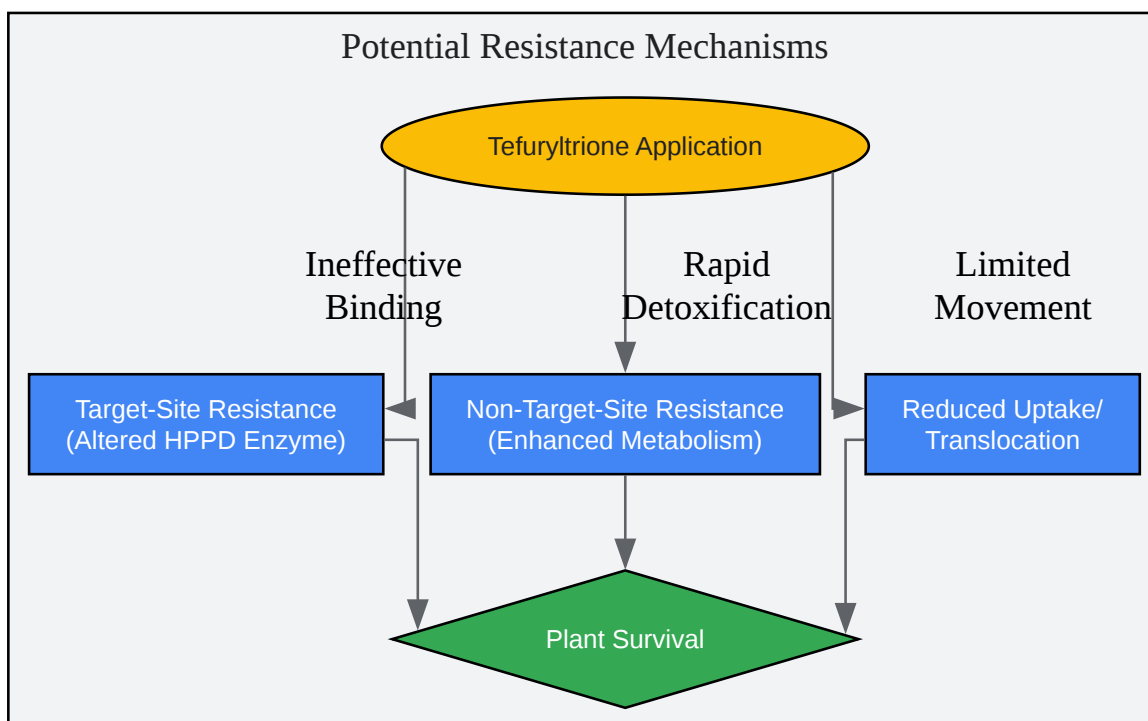 Potential Resistance Mechanisms
Tefuryltrione Application
Ineffective
Binding
Rapid
Detoxification
Limited
Movement
Target-Site Resistance
(Altered HPPD Enzyme)
Non-Target-Site Resistance
(Enhanced Metabolism)
Reduced Uptake/
Translocation
Plant Survival